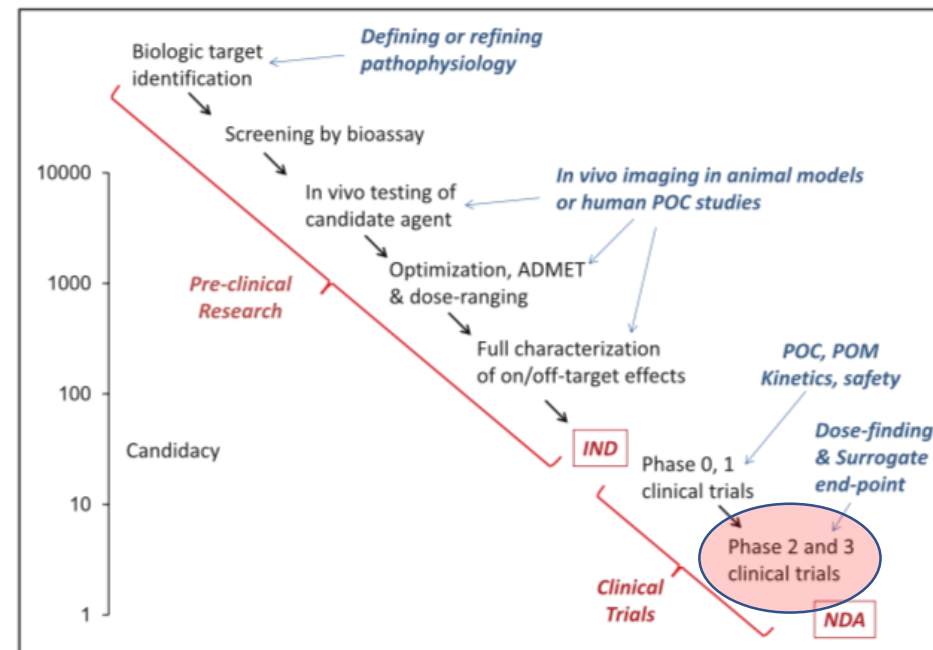 Biologic target
identification
Defining or refining
pathophysiology
Screening by bioassay
10000
In vivo testing of
candidate agent
In vivo imaging in animal models
or human POC studies
1000
Pre-clinical
Research
Optimization, ADMET
& dose-ranging
Full characterization
of on/off-target effects
POC, POM
Kinetics, safety
100
Candidacy
IND
Phase 0, 1
clinical trials
Dose-finding
& Surrogate
end-point
10
Phase 2 and 3
clinical trials
Clinical
Trials
1
NDA